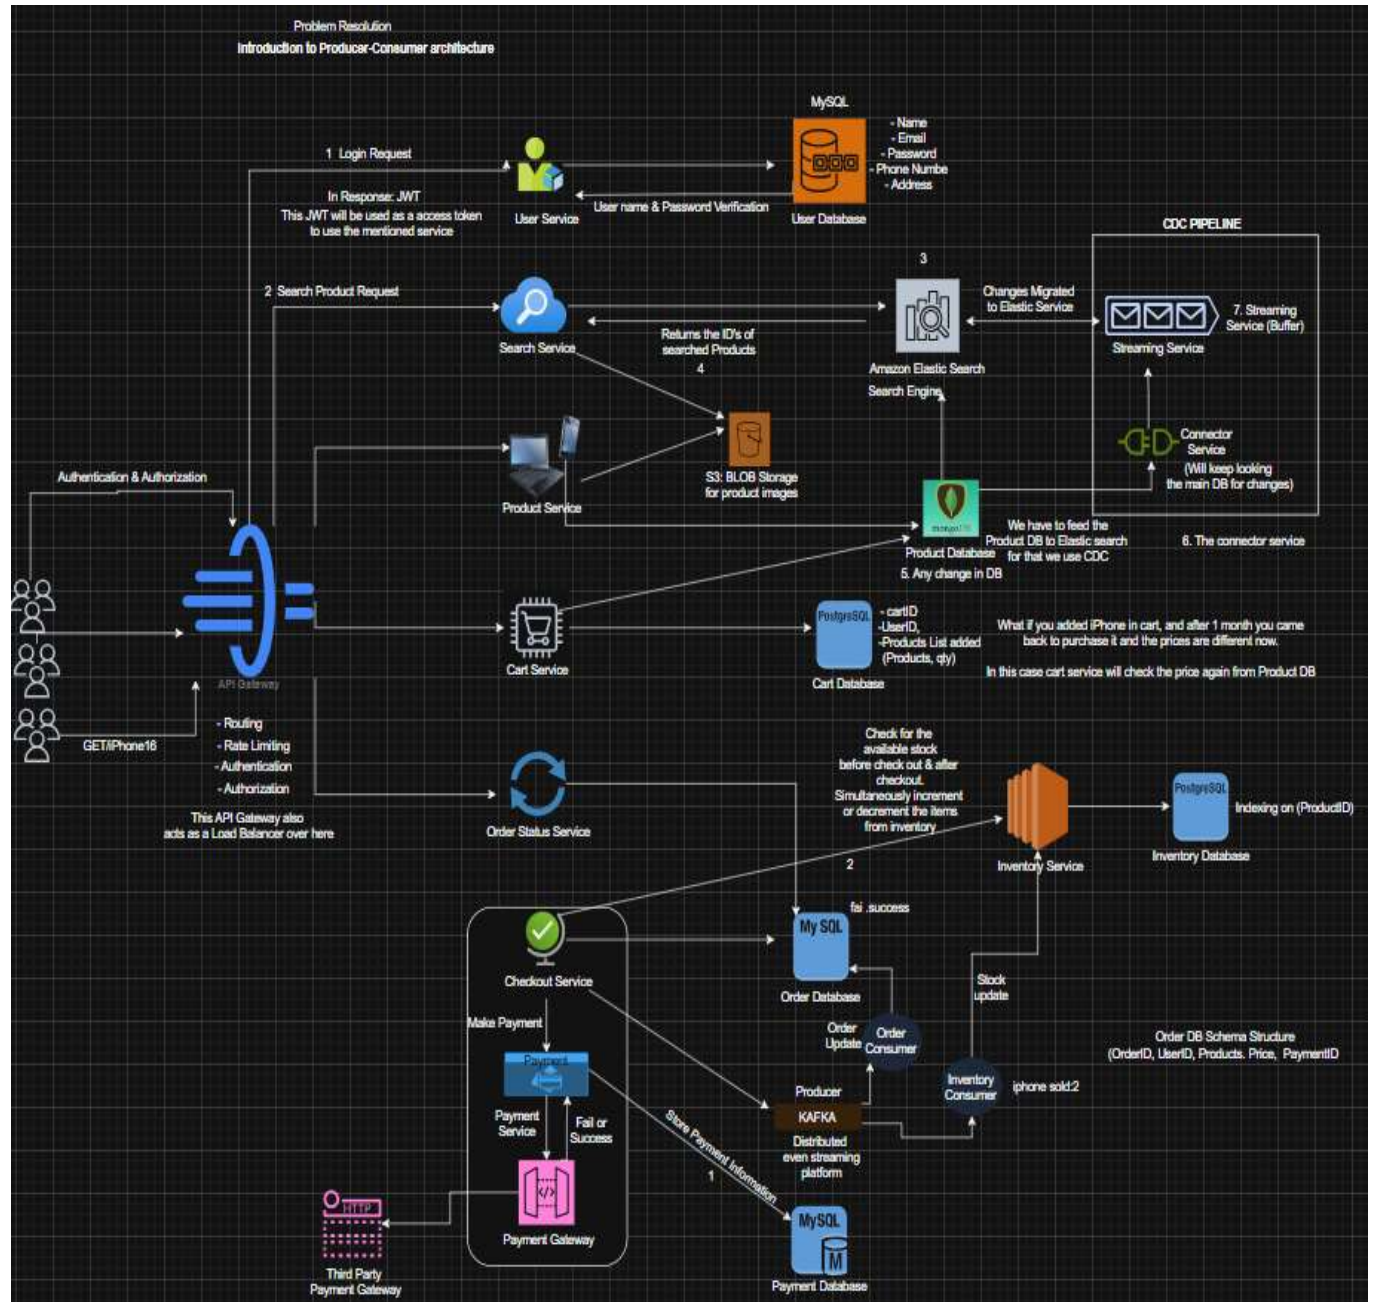 Problem Resolution
Introduction to Producer-Consumer architecture
MySQL
- Name
- Email
- Password
- Phone Numbe
- Address
1 Login Request
In Response: JWT
This JWT will be used as a access token
to use the mentioned service
User Service
User name & Password Verification
User Database
CDC PIPELINE
3
2 Search Product Request
Changes Migrated
to Elastic Service
7. Streaming
Service (Buffer)
Returns the ID's of
searched Products
Search Service
Streaming Service
4
Amazon Elastic Search
Search Engine
Connector
Service
(Will keep looking
the main DB for changes)
Authentication & Authorization
S3: BLOB Storage
for product images
Product Service
We have to feed the
Product DB to Elastic search
for that we use CDC
Product Database
6. The connector service
5. Any change in DB
PostgreSQL
- cartID
-UserID,
-Products List added
(Products, qty)
What if you added iPhone in cart, and after 1 month you came
back to purchase it and the prices are different now.
In this case cart service will check the price again from Product DB
Cart Service
Cart Database
API Gateway
GET/iPhone16
- Routing
- Rate Limiting
- Authentication
- Authorization
This API Gateway also
acts as a Load Balancer over here
Check for the
available stock
before check out & after
checkout.
Simultaneously increment
or decrement the items
from inventory
PostgreSQL
Indexing on (ProductID)
Order Status Service
Inventory Service
Inventory Database
2
fai .success
My SQL
Checkout Service
Order Database
Stock
update
Make Payment
Order
Update
Order
Consumer
Order DB Schema Structure
(OrderID, UserID, Products. Price, PaymentID
Payment
Producer
Inventory
Consumer
iphone sold:2
KAFKA
Payment
Service
Fail or
Success
Distributed
even streaming
platform
Store Payment Information
1
HTTP
MySQL
M
Payment Gateway
Third Party
Payment Gateway
Payment Database